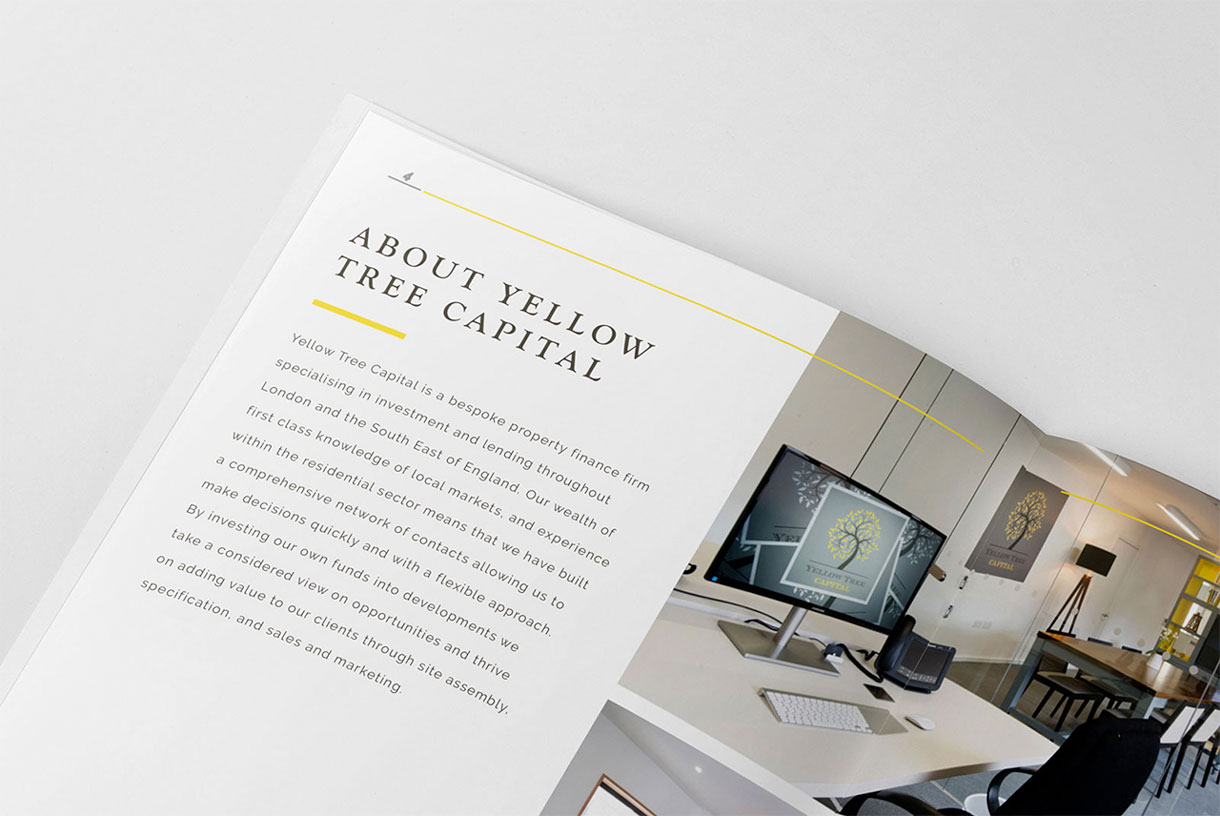 4
ABOUT YELLOW
TREE CAPITAL
Yellow Tree Capital is a bespoke property finance firm
specialising in investment and lending throughout
London and the South East of England. Our wealth of
first class knowledge of local markets, and experience
within the residential sector means that we have built
a comprehensive network of contacts allowing us to
make decisions quickly and with a flexible approach.
By investing our own funds into developments we
take a considered view on opportunities and thrive
on adding value to our clients through site assembly,
specification, and sales and marketing.
YELLOW TREE
CAPITAL
YELLOW TREE
CAPITAL